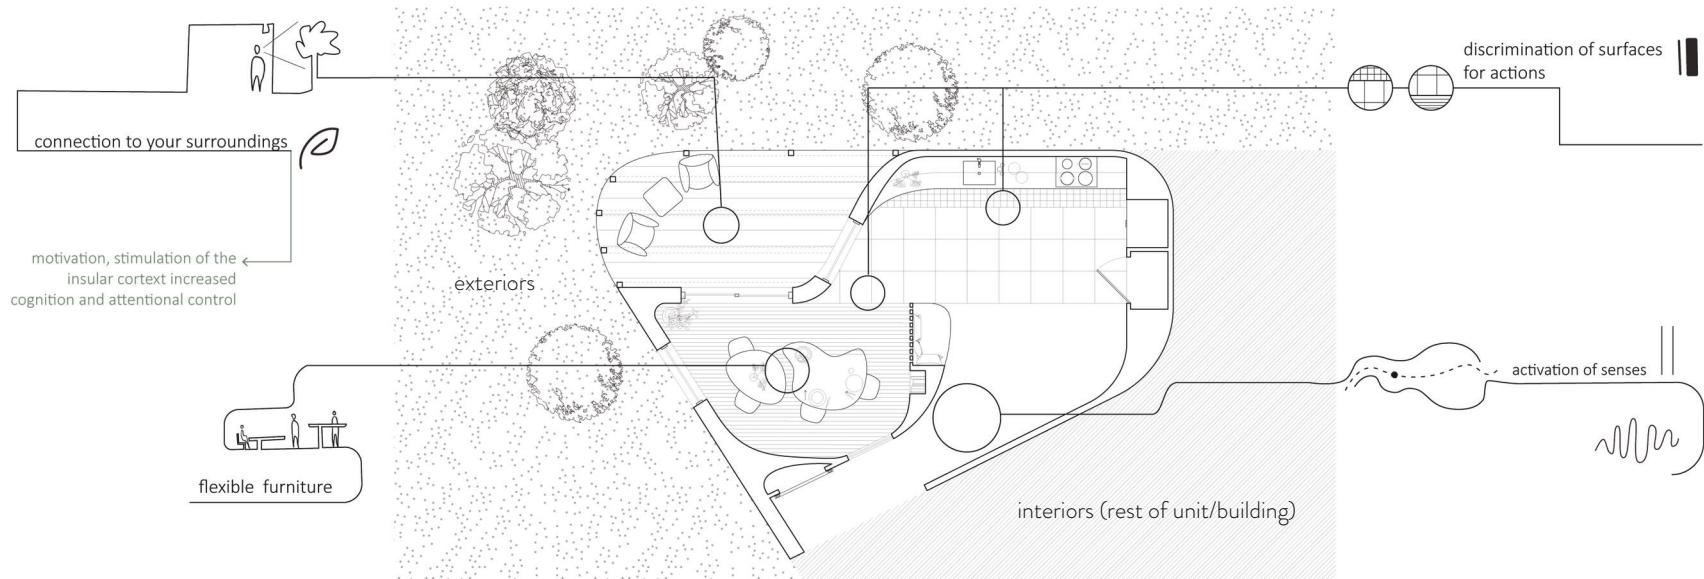 connection to your surroundings
motivation, stimulation of the
insular cortext increased
cognition and attentional control
flexible furniture
exteriors
interiors (rest of unit/building)
discrimination of surfaces
for actions
activation of senses